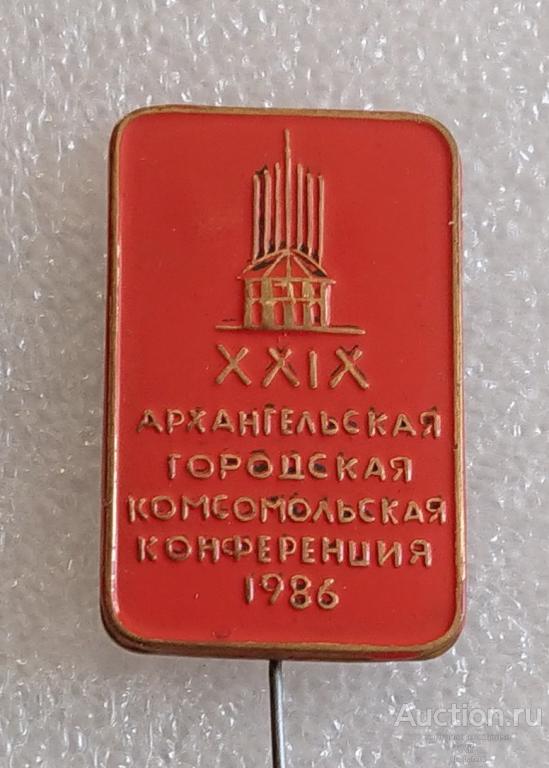 XXIX
АРХАНГЕЛЬСКАЯ
ГОРОДСКАЯ
КОМСОМОЛЬСКАЯ
КОНФЕРЕНЦИЯ
1986
Auction.ru